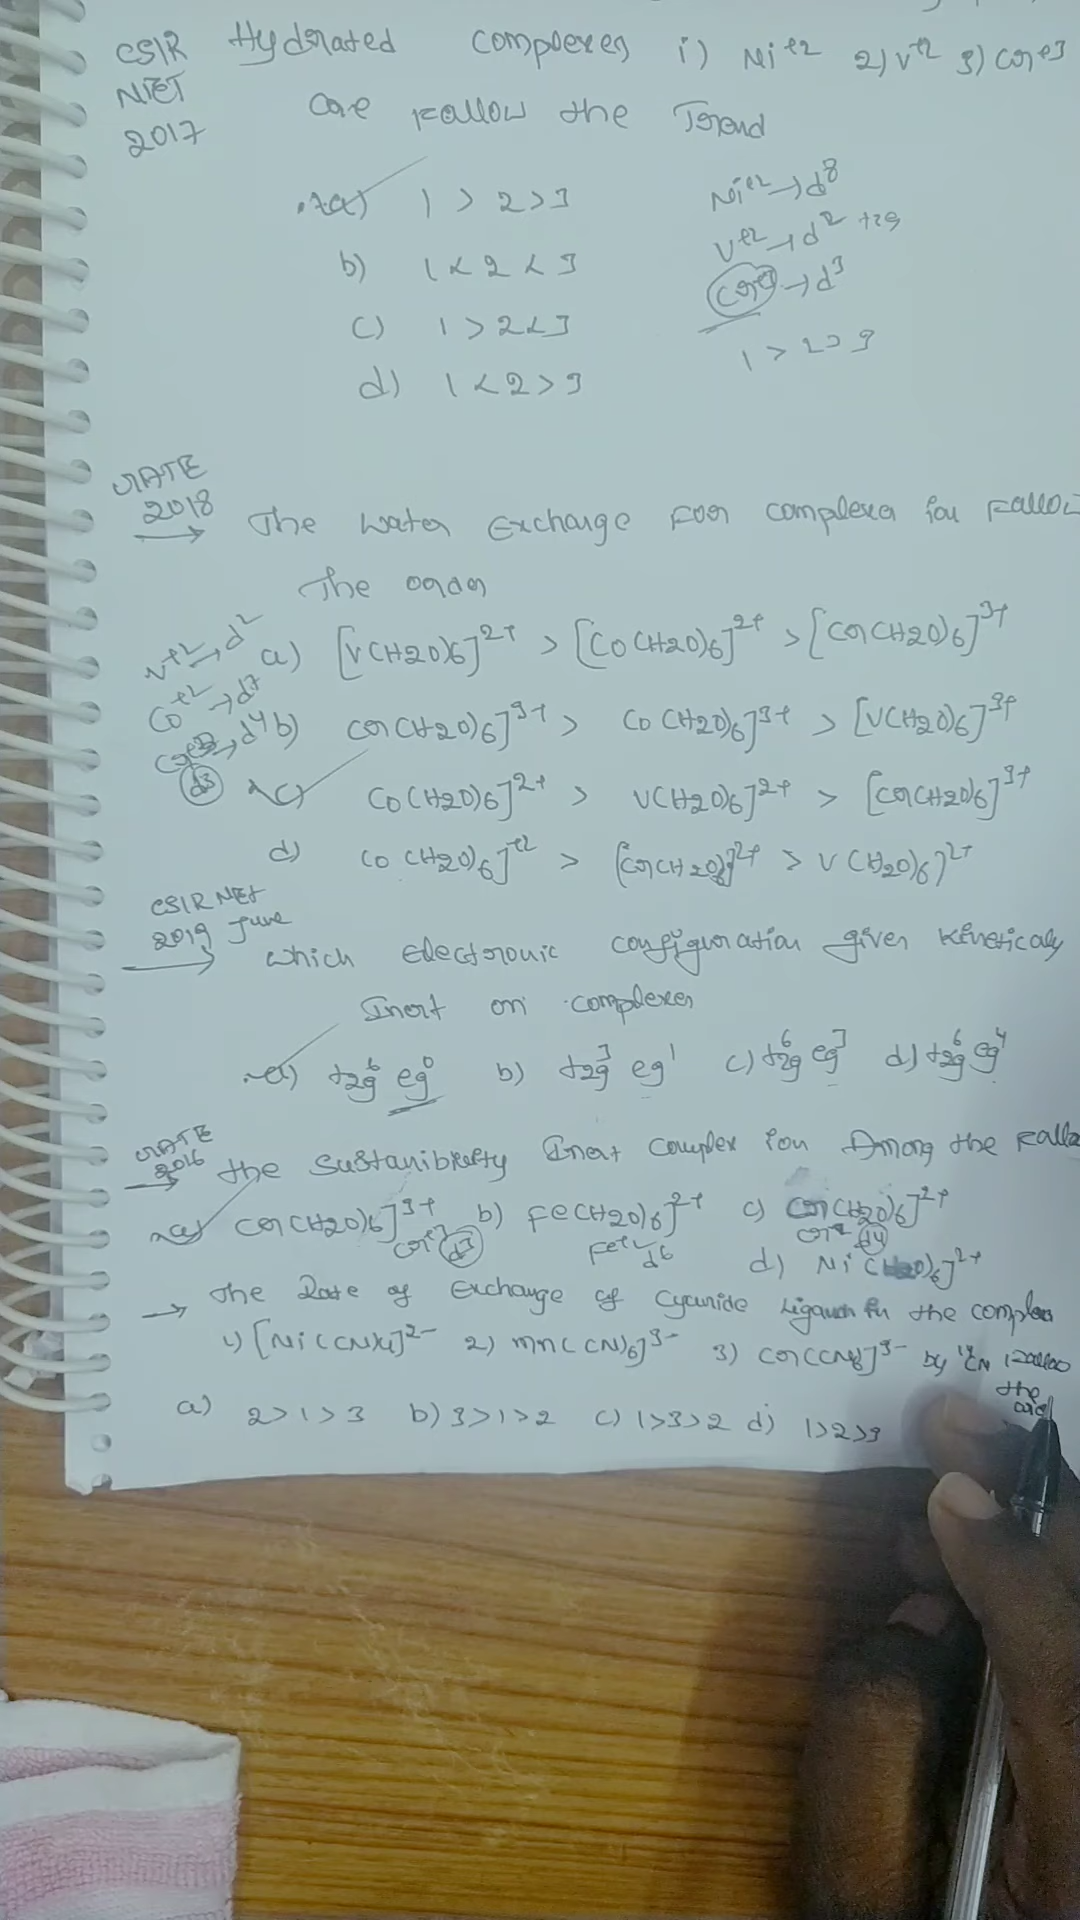 CSIR NET 2017
Hydrated complexes i) Ni+2 2) V+2 3) Cr+3
are Fallow the Trend
a) 1 > 2 > 3
b) 1 < 2 < 3
c) 1 > 2 < 3
d) 1 < 2 > 3
Ni+2 → d8
V+2 → d2
Cr+3 → d3
1 > 2 > 3
GATE 2018
The Water Exchange For complexes ion Fallow
The order
V+2 → d2
Co+2 → d7
d3
a) [V(H2O)6]2+ > [Co(H2O)6]2+ > [Cr(H2O)6]3+
b) Cr(H2O)6]3+ > Co(H2O)6]3+ > [V(H2O)6]3+
c) Co(H2O)6]2+ > V(H2O)6]2+ > [Cr(H2O)6]3+
d) Co(H2O)6]+2 > [Cr(H2O)6]2+ > V(H2O)6]2+
CSIR NET 2019 June
which Electronic configuration given kineticaly
Inert on complexes
a) t2g6 eg0 b) t2g3 eg1 c) t2g6 eg3 d) t2g6 eg4
GATE 2016
the Inert complex ion Among the
a) Cr(H2O)6]3+ b) Fe(H2O)6]2+ c) Cr(H2O)6]2+
d3 Fe+2 d6 d4
d) Ni(H2O)6]2+
The Rate of Exchange of Cyanide Ligand in the complex
1) [Ni(CN)4]2- 2) Mn(CN)6]3- 3) Cr(CN)6]3- by
the
a) 2>1>3 b) 3>1>2 c) 1>3>2 d) 1>2>3